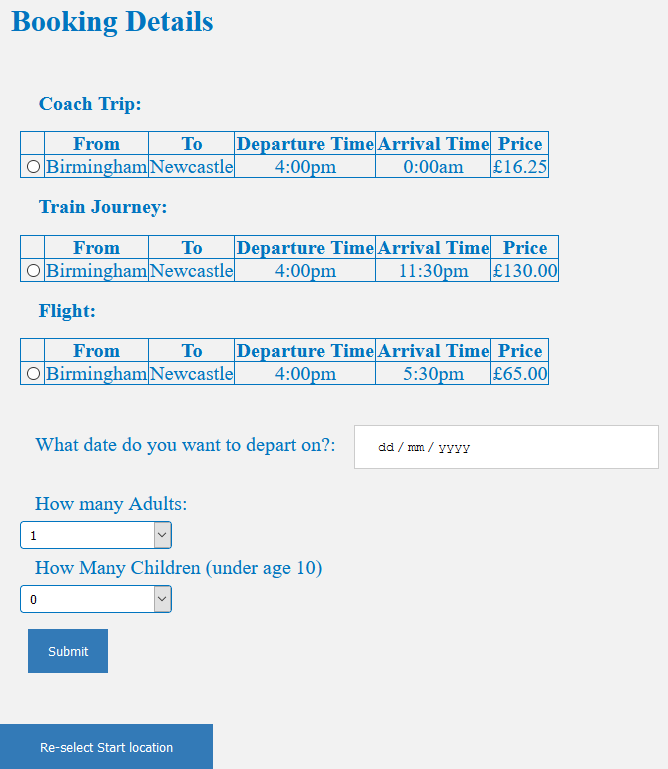 Booking Details
Coach Trip:
From To Departure Time Arrival Time Price
Birmingham Newcastle 4:00pm 0:00am £16.25
Train Journey:
From To Departure Time Arrival Time Price
Birmingham Newcastle 4:00pm 11:30pm £130.00
Flight:
From To Departure Time Arrival Time Price
Birmingham Newcastle 4:00pm 5:30pm £65.00
What date do you want to depart on?: dd / mm / yyyy
How many Adults:
1
How Many Children (under age 10)
0
Submit
Re-select Start location